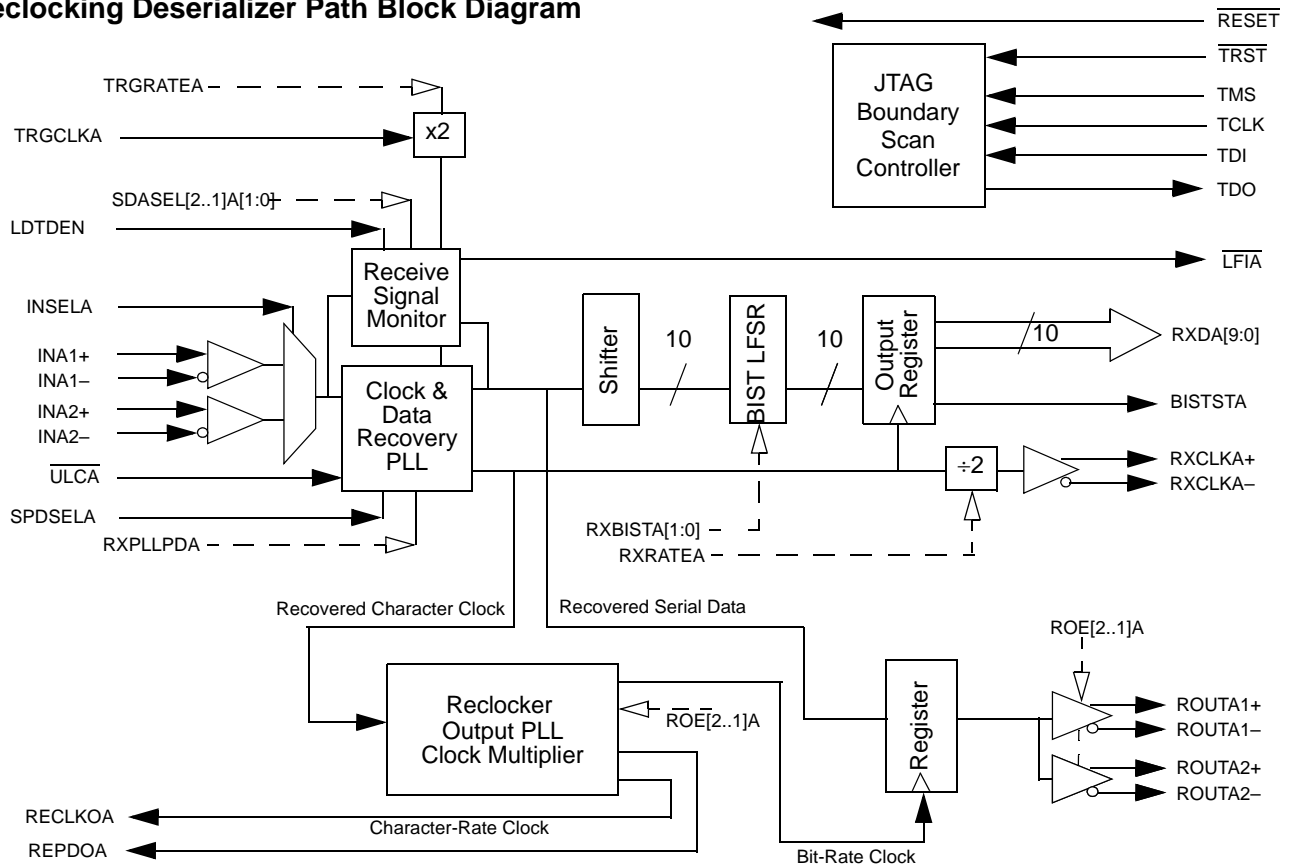 eclocking Deserializer Path Block Diagram
RESET
TRST
TMS
TCLK
TDI
TDO
JTAG
Boundary
Scan
Controller
TRGRATEA
TRGCLKA
x2
SDASEL[2..1]A[1:0]
LDTDEN
LFIA
Receive
Signal
Monitor
INSELA
INA1+
INA1–
INA2+
INA2–
ULCA
SPDSELA
RXPLLPDA
Clock &
Data
Recovery
PLL
Shifter
10
BIST LFSR
10
Output
Register
10
RXDA[9:0]
BISTSTA
÷2
RXCLKA+
RXCLKA–
RXBISTA[1:0]
RXRATEA
Recovered Character Clock
Recovered Serial Data
ROE[2..1]A
Reclocker
Output PLL
Clock Multiplier
ROE[2..1]A
Register
ROUTA1+
ROUTA1–
ROUTA2+
ROUTA2–
RECLKOA
Character-Rate Clock
REPDOA
Bit-Rate Clock